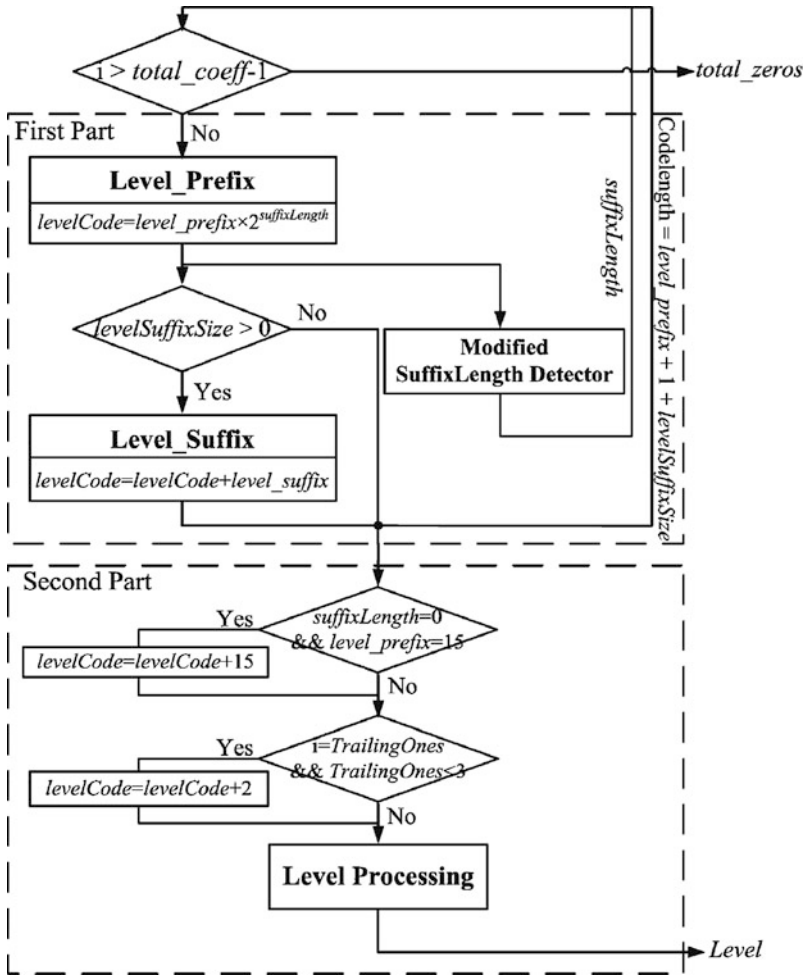 i > total_coeff-1
total_zeros
First Part
No
Level_Prefix
levelCode=level_prefix×2^suffixLength
suffixLength
Codelength = level_prefix + 1 + levelSuffixSize
levelSuffixSize > 0
No
Modified
SuffixLength Detector
Yes
Level_Suffix
levelCode=levelCode+level_suffix
Second Part
suffixLength=0
&& level_prefix=15
Yes
levelCode=levelCode+15
No
i=TrailingOnes
&& TrailingOnes<3
Yes
levelCode=levelCode+2
No
Level Processing
Level